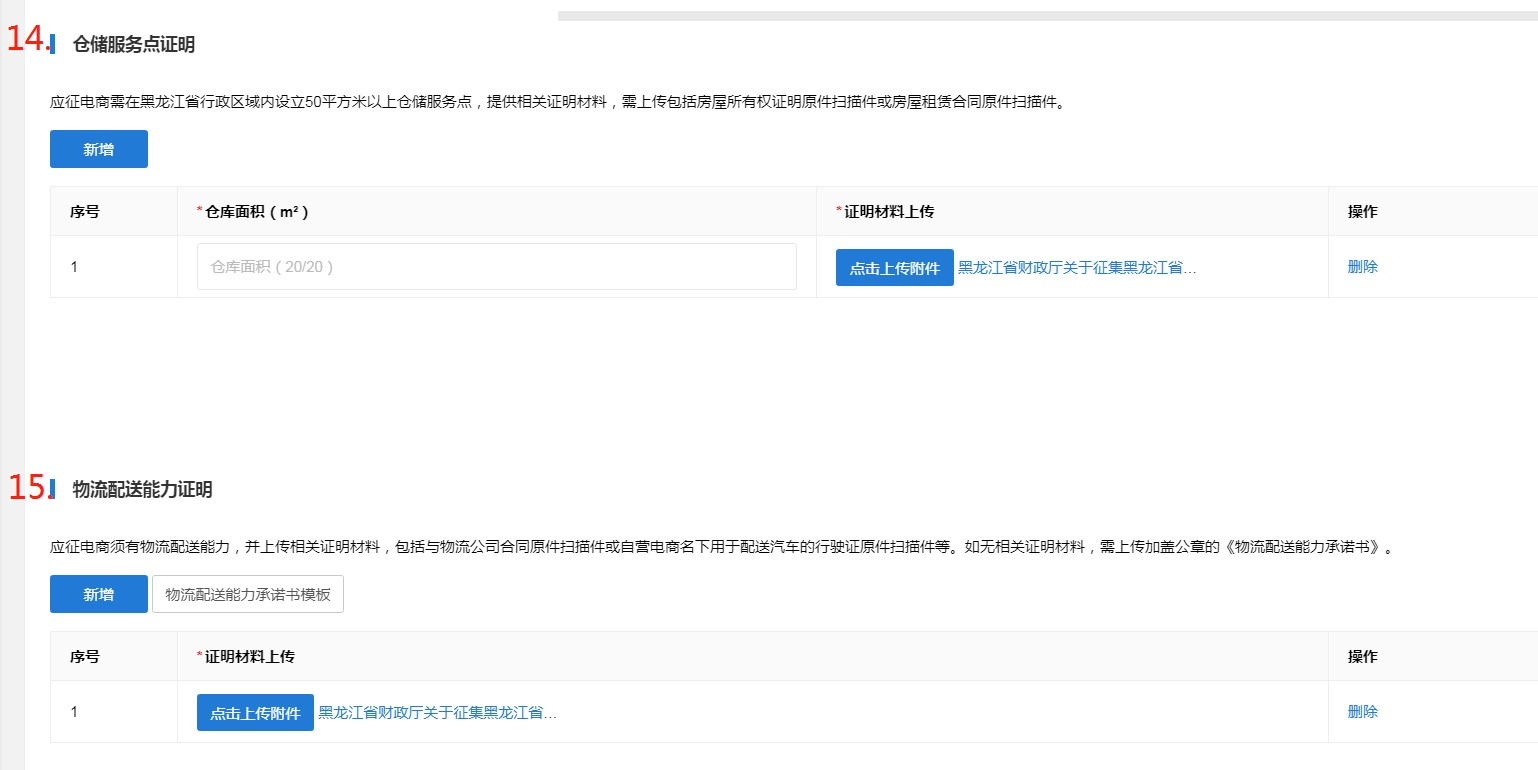 14.
仓储服务点证明
应征电商需在黑龙江省行政区域内设立50平方米以上仓储服务点，提供相关证明材料，需上传包括房屋所有权证明原件扫描件或房屋租赁合同原件扫描件。
新增
序号 *仓库面积（m²） *证明材料上传 操作
1 仓库面积（20/20） 点击上传附件 黑龙江省财政厅关于征集黑龙江省... 删除
15.
物流配送能力证明
应征电商须有物流配送能力，并上传相关证明材料，包括与物流公司合同原件扫描件或自营电商名下用于配送汽车的行驶证原件扫描件等。如无相关证明材料，需上传加盖公章的《物流配送能力承诺书》。
新增 物流配送能力承诺书模板
序号 *证明材料上传 操作
1 点击上传附件 黑龙江省财政厅关于征集黑龙江省... 删除